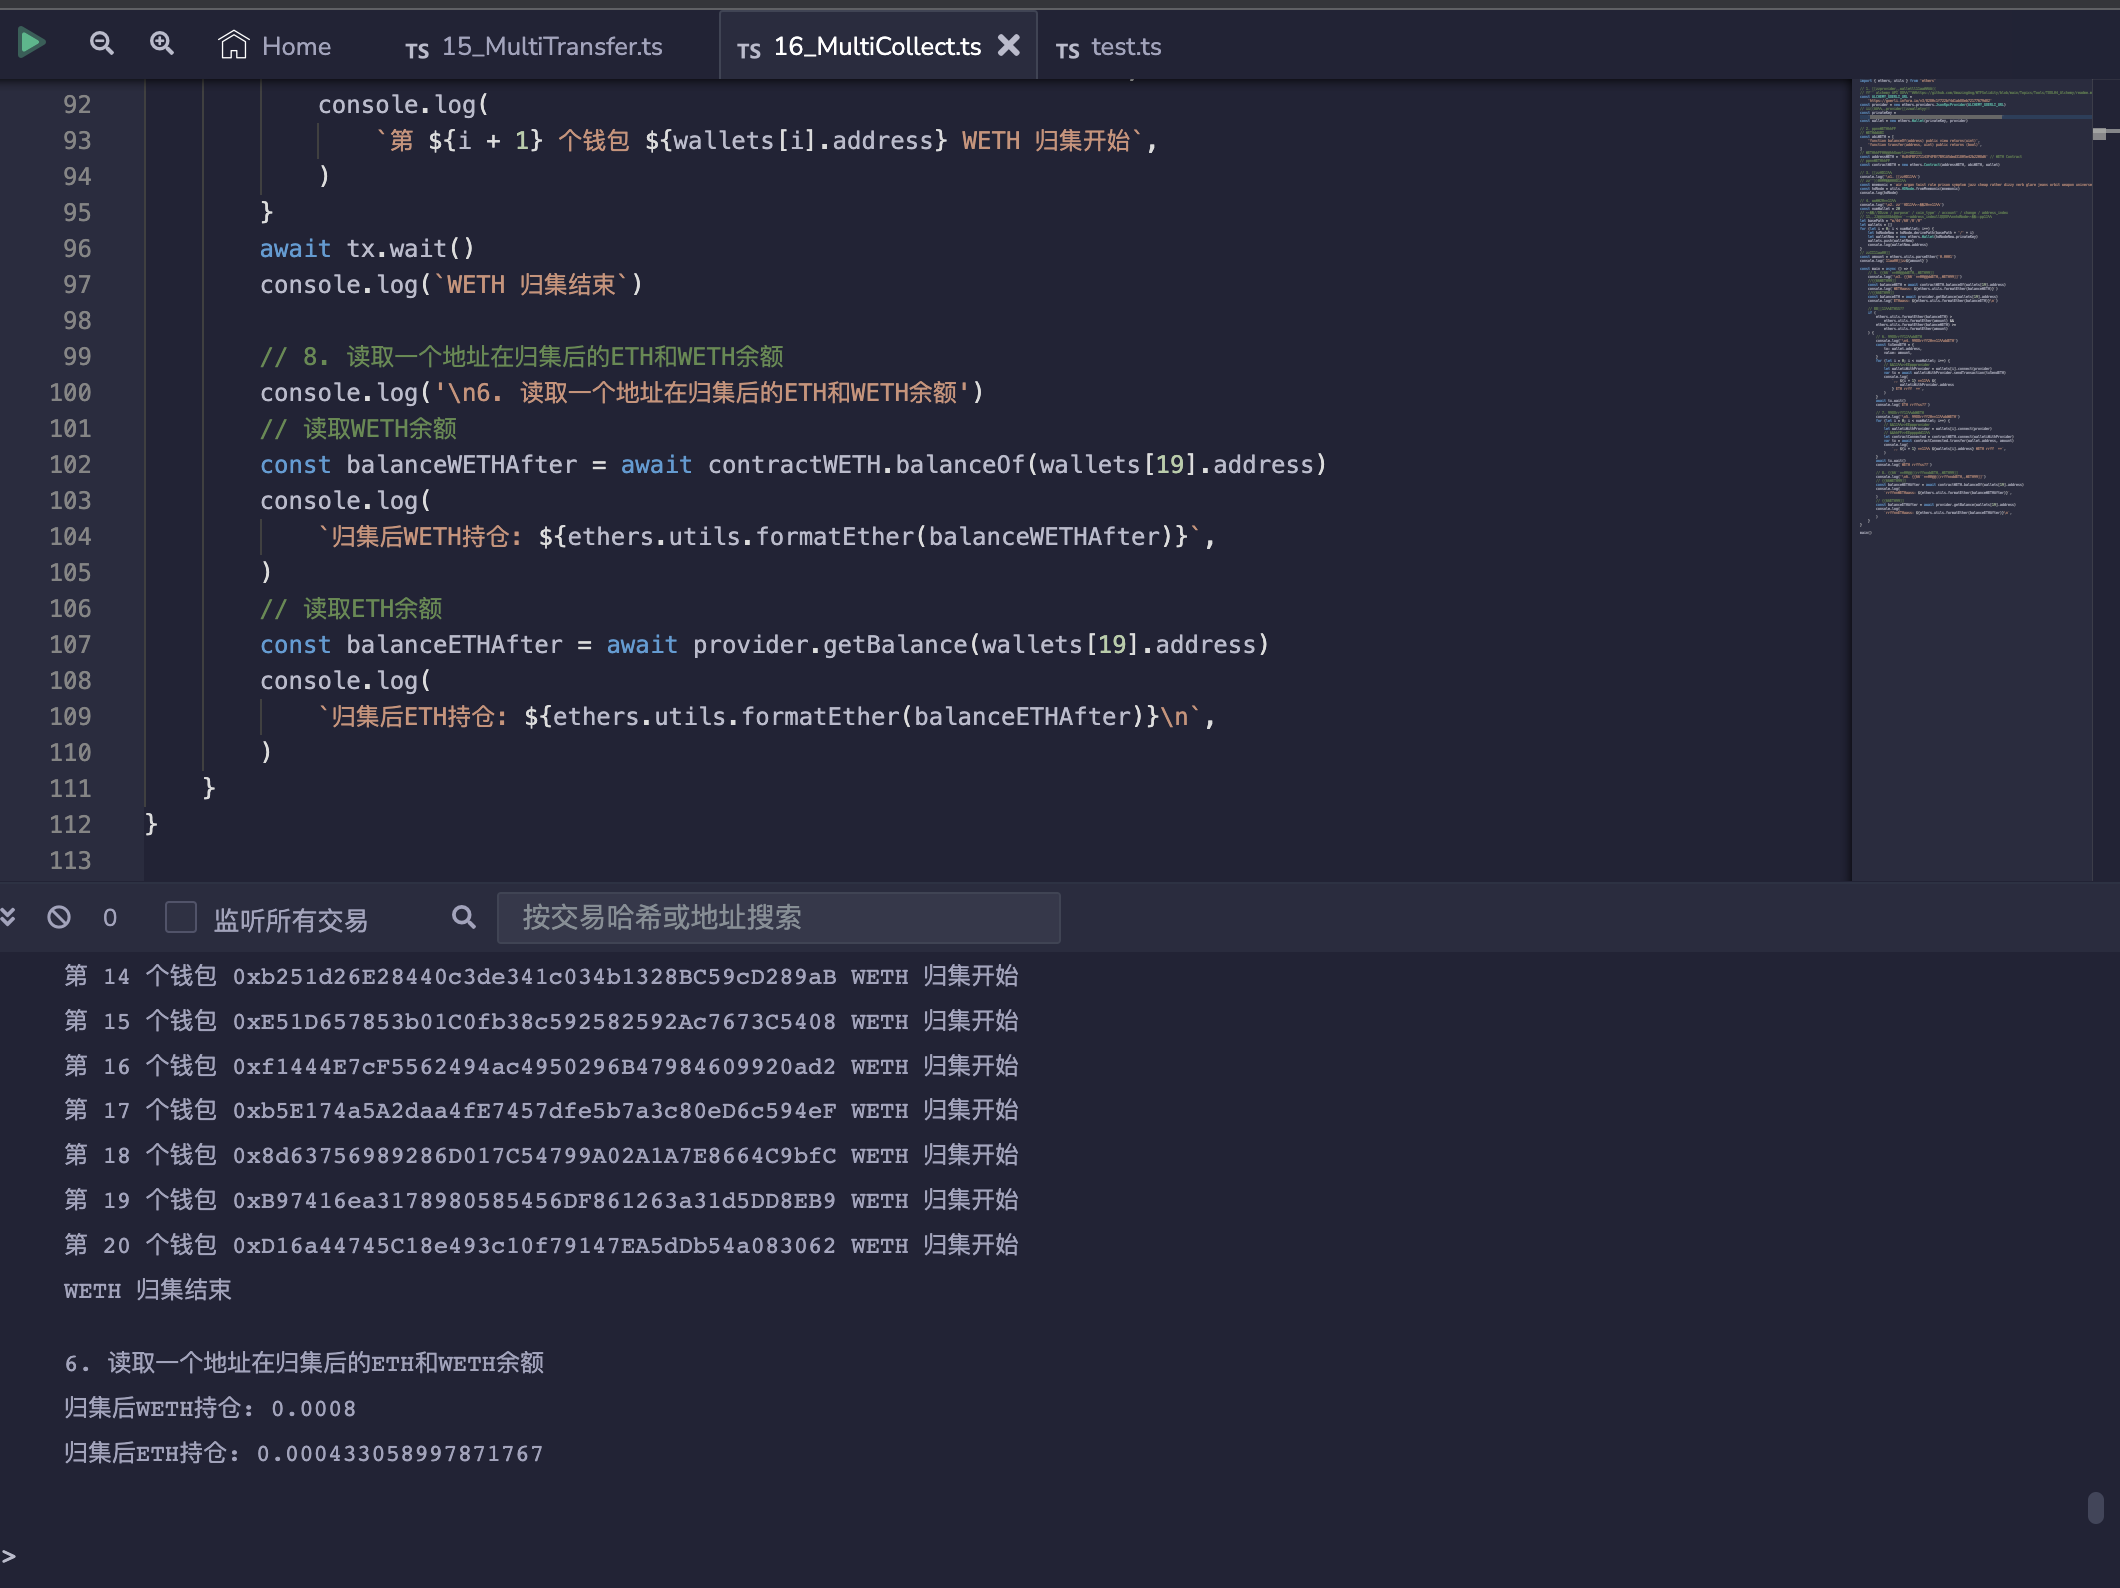 Home
TS 15_MultiTransfer.ts
TS 16_MultiCollect.ts
TS test.ts
92 console.log(
93 `第 ${i + 1} 个钱包 ${wallets[i].address} WETH 归集开始`,
94 )
95 }
96 await tx.wait()
97 console.log(`WETH 归集结束`)
98
99 // 8. 读取一个地址在归集后的ETH和WETH余额
100 console.log('\n6. 读取一个地址在归集后的ETH和WETH余额')
101 // 读取WETH余额
102 const balanceWETHAfter = await contractWETH.balanceOf(wallets[19].address)
103 console.log(
104 `归集后WETH持仓: ${ethers.utils.formatEther(balanceWETHAfter)}`,
105 )
106 // 读取ETH余额
107 const balanceETHAfter = await provider.getBalance(wallets[19].address)
108 console.log(
109 `归集后ETH持仓: ${ethers.utils.formatEther(balanceETHAfter)}\n`,
110 )
111 }
112 }
113
0 监听所有交易 按交易哈希或地址搜索
第 14 个钱包 0xb251d26E28440c3de341c034b1328BC59cD289aB WETH 归集开始
第 15 个钱包 0xE51D657853b01C0fb38c592582592Ac7673C5408 WETH 归集开始
第 16 个钱包 0xf1444E7cF5562494ac4950296B47984609920ad2 WETH 归集开始
第 17 个钱包 0xb5E174a5A2daa4fE7457dfe5b7a3c80eD6c594eF WETH 归集开始
第 18 个钱包 0x8d63756989286D017C54799A02A1A7E8664C9bfC WETH 归集开始
第 19 个钱包 0xB97416ea3178980585456DF861263a31d5DD8EB9 WETH 归集开始
第 20 个钱包 0xD16a44745C18e493c10f79147EA5dDb54a083062 WETH 归集开始
WETH 归集结束
6. 读取一个地址在归集后的ETH和WETH余额
归集后WETH持仓: 0.0008
归集后ETH持仓: 0.000433058997871767
>